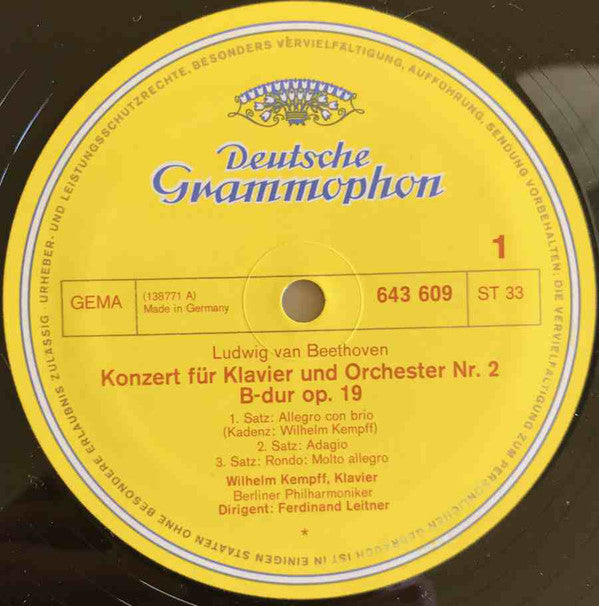 Deutsche
Grammophon
1
GEMA
(138771 A)
Made in Germany
643 609
ST 33
Ludwig van Beethoven
Konzert für Klavier und Orchester Nr. 2
B-dur op. 19
1. Satz: Allegro con brio
(Kadenz: Wilhelm Kempff)
2. Satz: Adagio
3. Satz: Rondo: Molto allegro
Wilhelm Kempff, Klavier
Berliner Philharmoniker
Dirigent: Ferdinand Leitner
*
URHEBER- UND LEISTUNGSSCHUTZRECHTE, BESONDERS VERVIELFÄLTIGUNG, AUFFÜHRUNG, SENDUNG VORBEHALTEN; DIE VERVIELFÄLTIGUNG ZUM PERSÖNLICHEN GEBRAUCH IST IN EINIGEN STAATEN OHNE BESONDERE ERLAUBNIS ZULÄSSIG